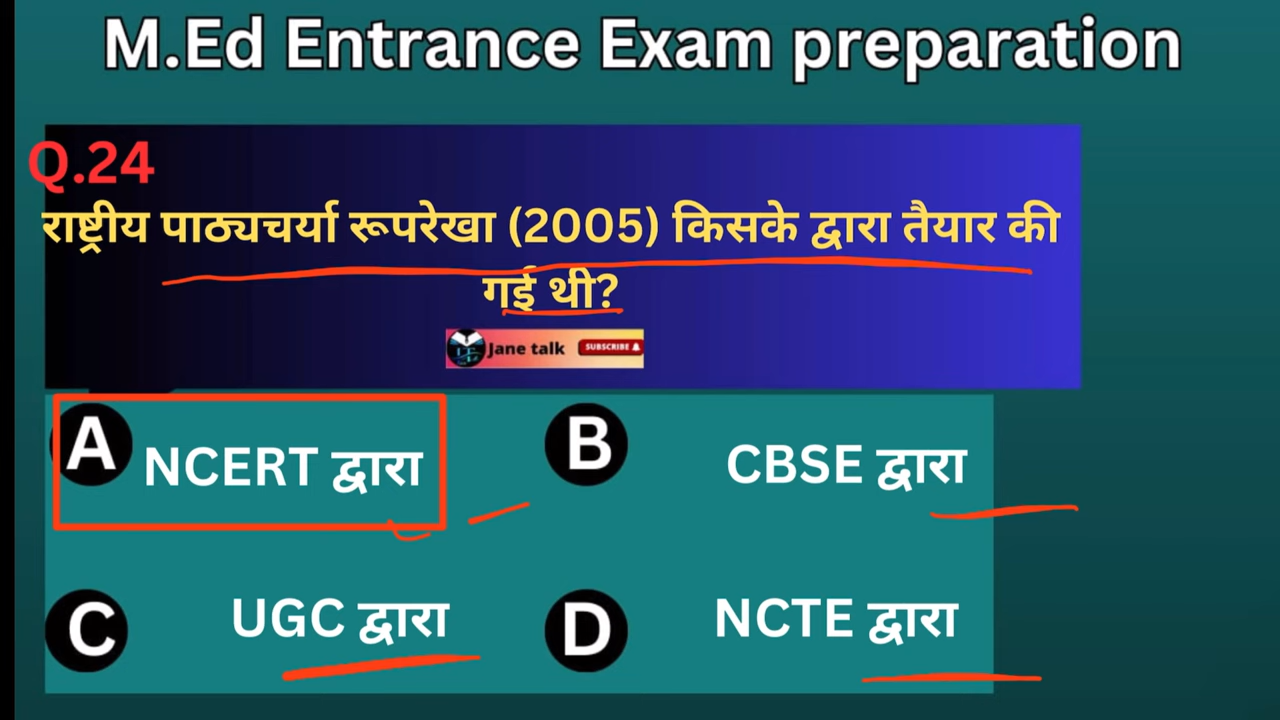 M.Ed Entrance Exam preparation
Q.24
राष्ट्रीय पाठ्यचर्या रूपरेखा (2005) किसके द्वारा तैयार की
गई थी?
Jane talk SUBSCRIBE
A NCERT द्वारा
B CBSE द्वारा
C UGC द्वारा
D NCTE द्वारा